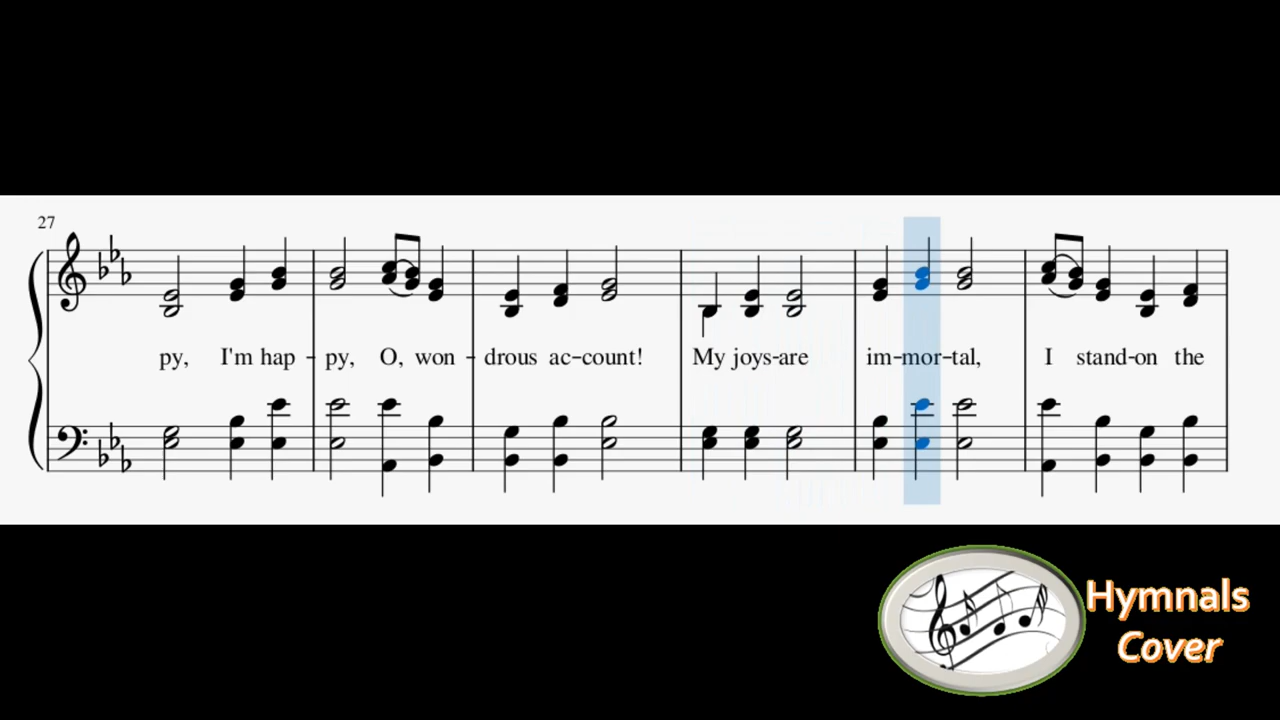 27
py, I'm hap - py, O, won - drous ac-count! My joys-are im-mor-tal, I stand-on the
Hymnals
Cover